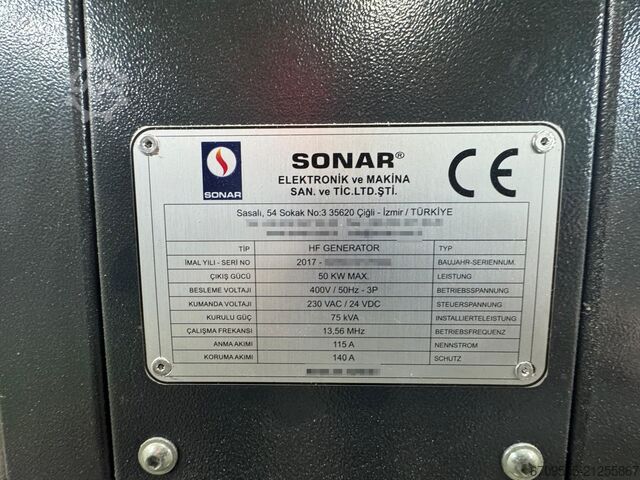 SONAR
SONAR®
ELEKTRONIK ve MAKİNA
SAN. ve TİC.LTD.ŞTİ.
CE
Sasalı, 54 Sokak No:3 35620 Çiğli - İzmir / TÜRKİYE
TİP HF GENERATOR TYP
İMAL YILI - SERİ NO 2017 - BAUJAHR-SERIENNUM.
ÇIKIŞ GÜCÜ 50 KW MAX. LEISTUNG
BESLEME VOLTAJI 400V / 50Hz - 3P BETRIEBSSPANNUNG
KUMANDA VOLTAJI 230 VAC / 24 VDC STEUERSPANNUNG
KURULU GÜÇ 75 kVA INSTALLIERTELEISTUNG
ÇALIŞMA FREKANSI 13,56 MHz BETRIEBSFREQUENZ
ANMA AKIMI 115 A NENNSTROM
KORUMA AKIMI 140 A SCHUTZ